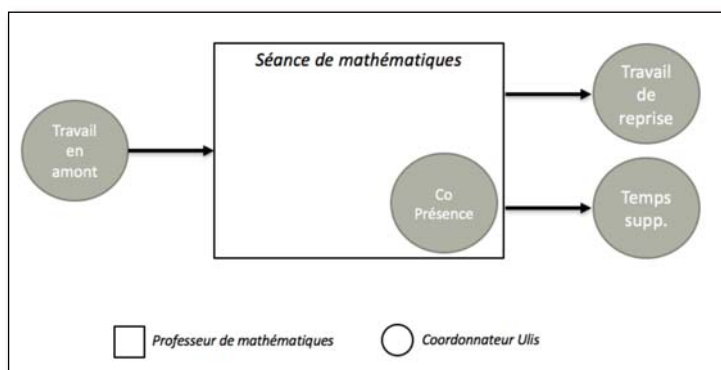 Séance de mathématiques
Travail
en
amont
Co
Présence
Travail
de
reprise
Temps
supp.
Professeur de mathématiques
Coordonnateur Ulis